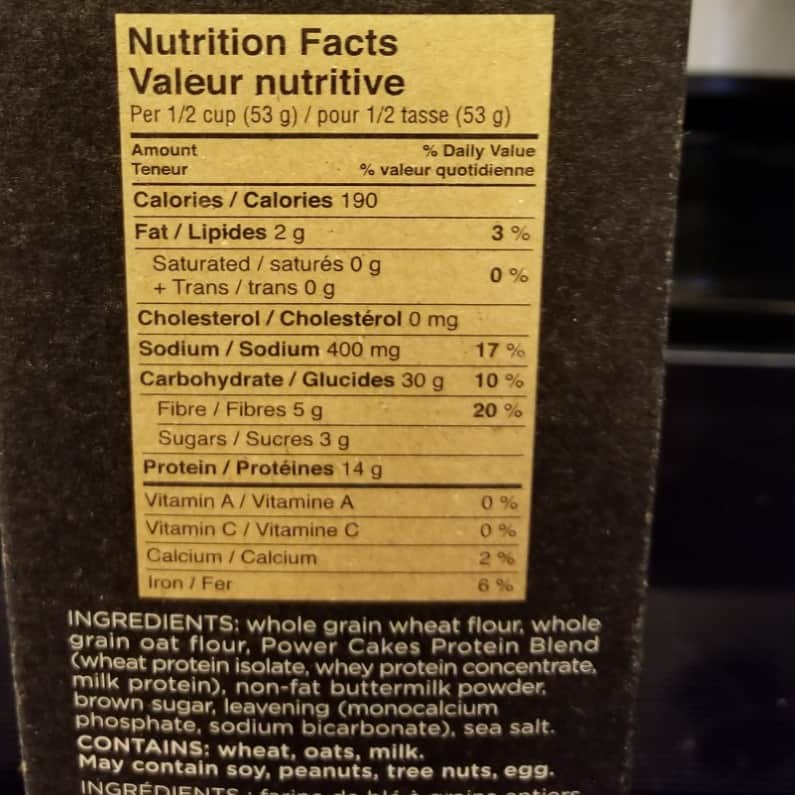 Nutrition Facts
Valeur nutritive
Per 1/2 cup (53 g) / pour 1/2 tasse (53 g)
Amount % Daily Value
Teneur % valeur quotidienne
Calories / Calories 190
Fat / Lipides 2 g 3 %
Saturated / saturés 0 g
+ Trans / trans 0 g 0 %
Cholesterol / Cholestérol 0 mg
Sodium / Sodium 400 mg 17 %
Carbohydrate / Glucides 30 g 10 %
Fibre / Fibres 5 g 20 %
Sugars / Sucres 3 g
Protein / Protéines 14 g
Vitamin A / Vitamine A 0 %
Vitamin C / Vitamine C 0 %
Calcium / Calcium 2 %
Iron / Fer 6 %
INGREDIENTS: whole grain wheat flour, whole
grain oat flour, Power Cakes Protein Blend
(wheat protein isolate, whey protein concentrate,
milk protein), non-fat buttermilk powder,
brown sugar, leavening (monocalcium
phosphate, sodium bicarbonate), sea salt.
CONTAINS: wheat, oats, milk.
May contain soy, peanuts, tree nuts, egg.
INGRÉDIENTS : farine de blé à grains entiers